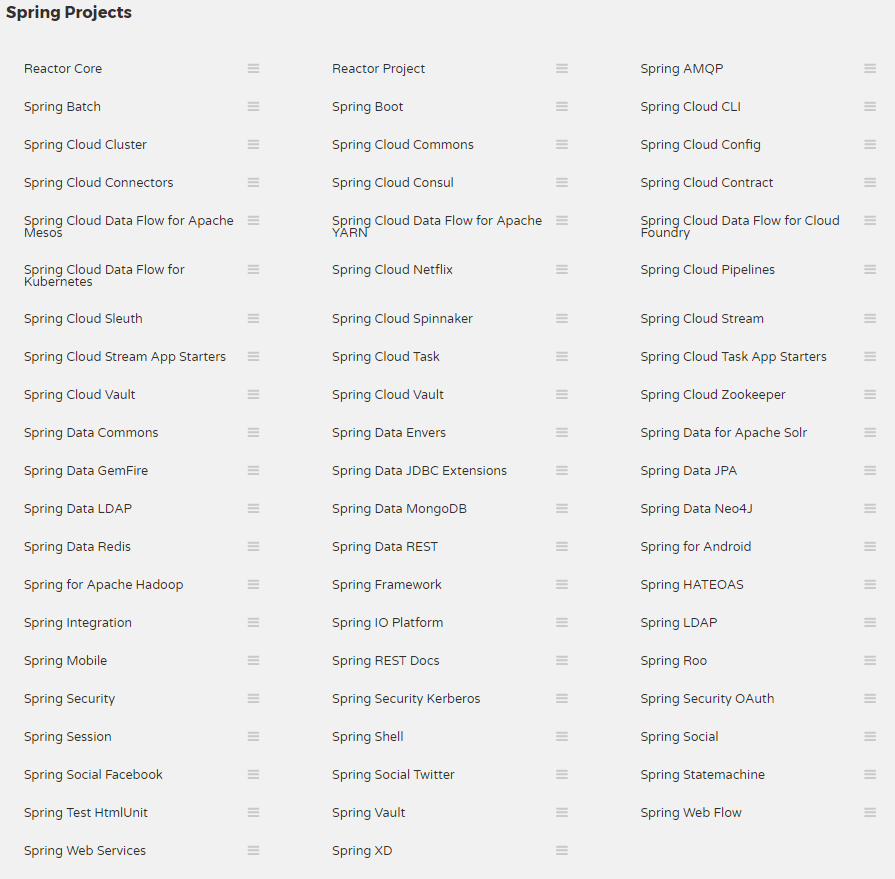 Spring Projects
Reactor Core
Reactor Project
Spring AMQP
Spring Batch
Spring Boot
Spring Cloud CLI
Spring Cloud Cluster
Spring Cloud Commons
Spring Cloud Config
Spring Cloud Connectors
Spring Cloud Consul
Spring Cloud Contract
Spring Cloud Data Flow for Apache
Mesos
Spring Cloud Data Flow for Apache
YARN
Spring Cloud Data Flow for Cloud
Foundry
Spring Cloud Data Flow for
Kubernetes
Spring Cloud Netflix
Spring Cloud Pipelines
Spring Cloud Sleuth
Spring Cloud Spinnaker
Spring Cloud Stream
Spring Cloud Stream App Starters
Spring Cloud Task
Spring Cloud Task App Starters
Spring Cloud Vault
Spring Cloud Vault
Spring Cloud Zookeeper
Spring Data Commons
Spring Data Envers
Spring Data for Apache Solr
Spring Data GemFire
Spring Data JDBC Extensions
Spring Data JPA
Spring Data LDAP
Spring Data MongoDB
Spring Data Neo4J
Spring Data Redis
Spring Data REST
Spring for Android
Spring for Apache Hadoop
Spring Framework
Spring HATEOAS
Spring Integration
Spring IO Platform
Spring LDAP
Spring Mobile
Spring REST Docs
Spring Roo
Spring Security
Spring Security Kerberos
Spring Security OAuth
Spring Session
Spring Shell
Spring Social
Spring Social Facebook
Spring Social Twitter
Spring Statemachine
Spring Test HtmlUnit
Spring Vault
Spring Web Flow
Spring Web Services
Spring XD